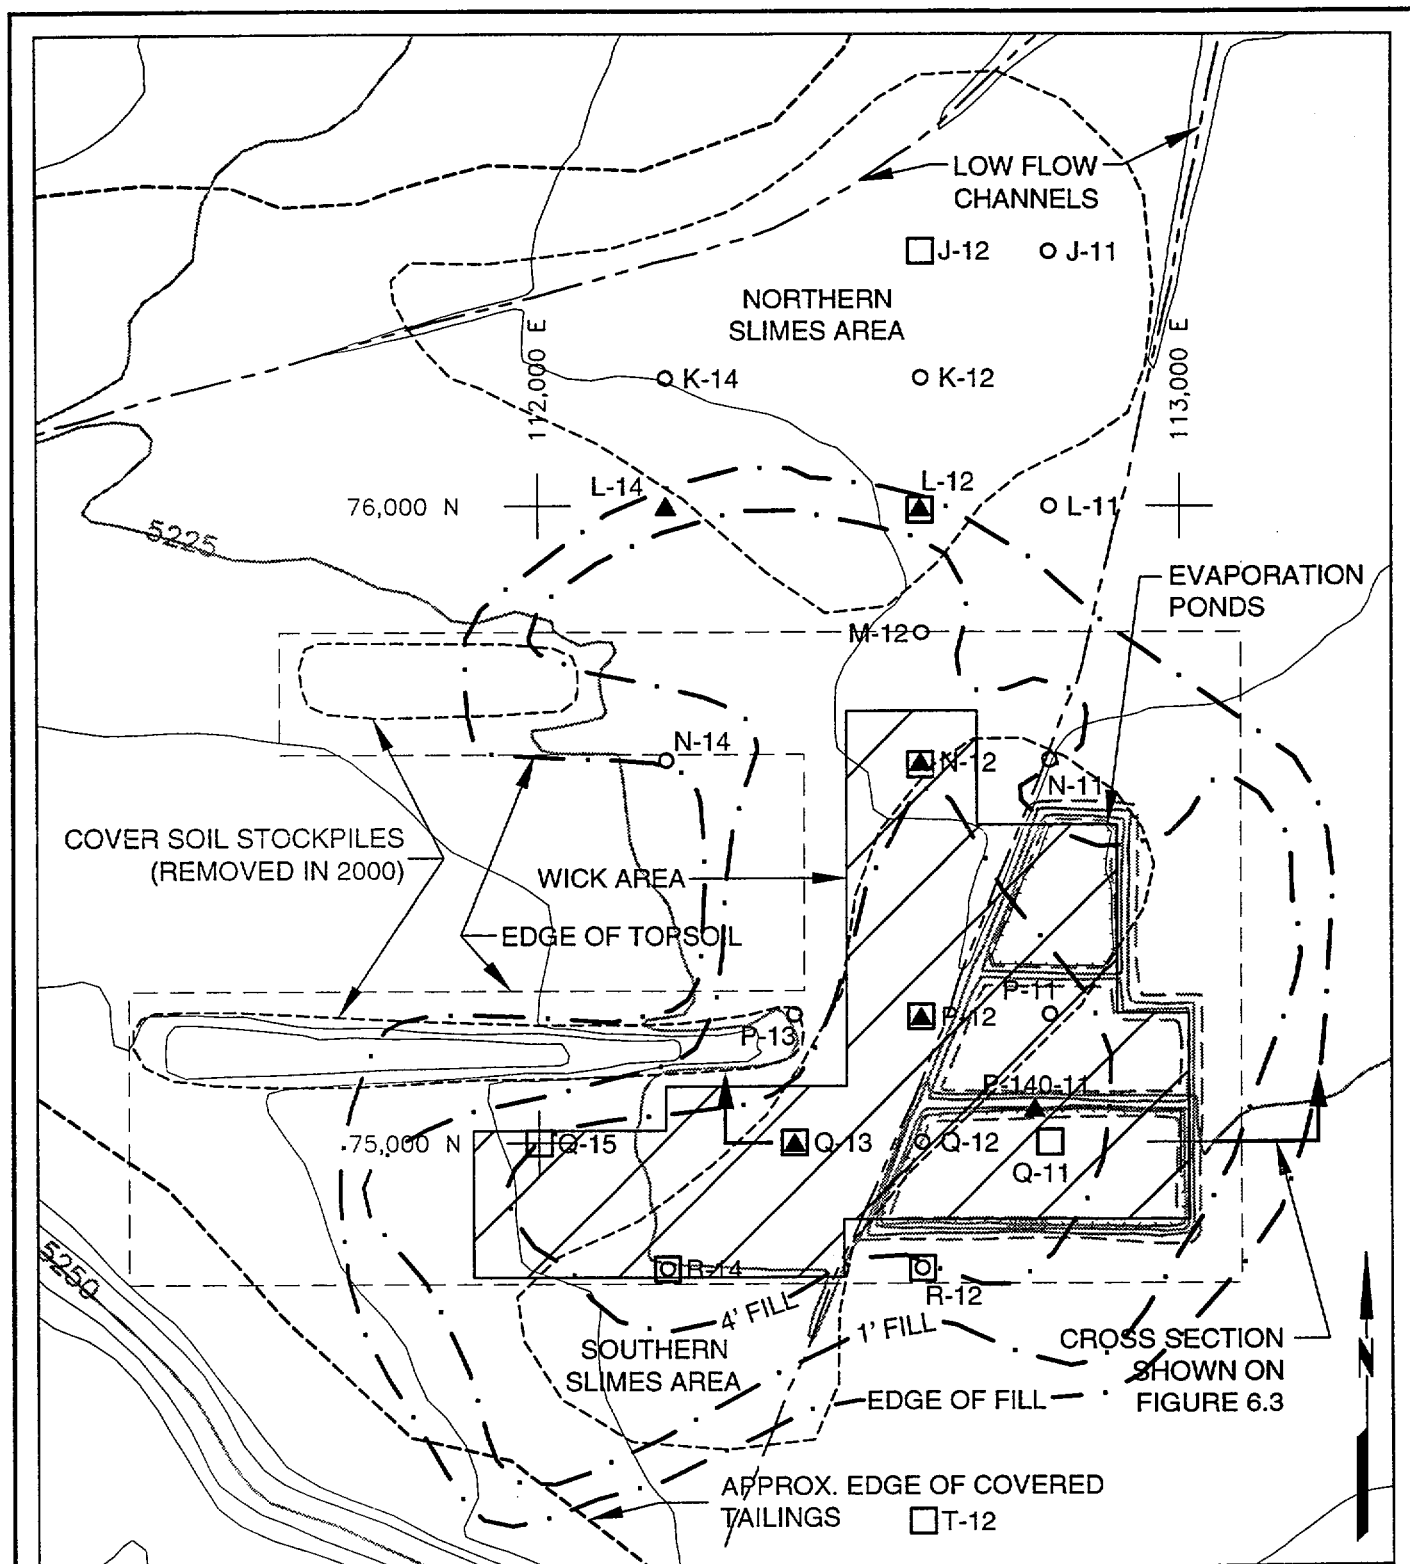 LOW FLOW
CHANNELS
J-12
J-11
NORTHERN
SLIMES AREA
112,000 E
113,000 E
K-14
K-12
L-14
L-12
76,000 N
L-11
5225
EVAPORATION
PONDS
M-12
N-14
N-12
N-11
COVER SOIL STOCKPILES
(REMOVED IN 2000)
WICK AREA
EDGE OF TOPSOIL
P-13
P-12
P-11
P-140-11
75,000 N
Q-15
Q-13
Q-12
Q-11
5250
R-14
R-12
4' FILL
1' FILL
SOUTHERN
SLIMES AREA
CROSS SECTION
SHOWN ON
FIGURE 6.3
N
EDGE OF FILL
APPROX. EDGE OF COVERED
TAILINGS
T-12